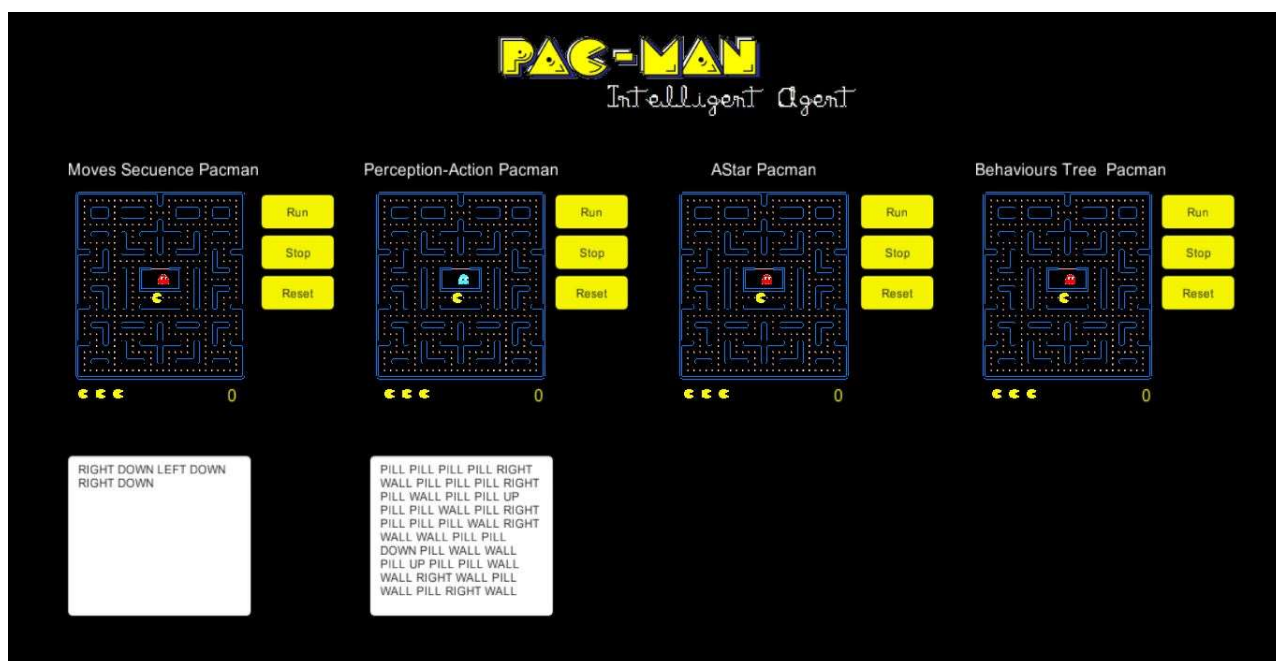 PAC-MAN
Intelligent Agent
Moves Secuence Pacman
Run
Stop
Reset
0
Perception-Action Pacman
Run
Stop
Reset
0
AStar Pacman
Run
Stop
Reset
0
Behaviours Tree Pacman
Run
Stop
Reset
0
RIGHT DOWN LEFT DOWN
RIGHT DOWN
PILL PILL PILL PILL RIGHT
WALL PILL PILL PILL RIGHT
PILL WALL PILL PILL UP
PILL PILL WALL PILL RIGHT
PILL PILL PILL WALL RIGHT
WALL WALL PILL PILL
DOWN PILL WALL WALL
PILL UP PILL PILL WALL
WALL RIGHT WALL PILL
WALL PILL RIGHT WALL